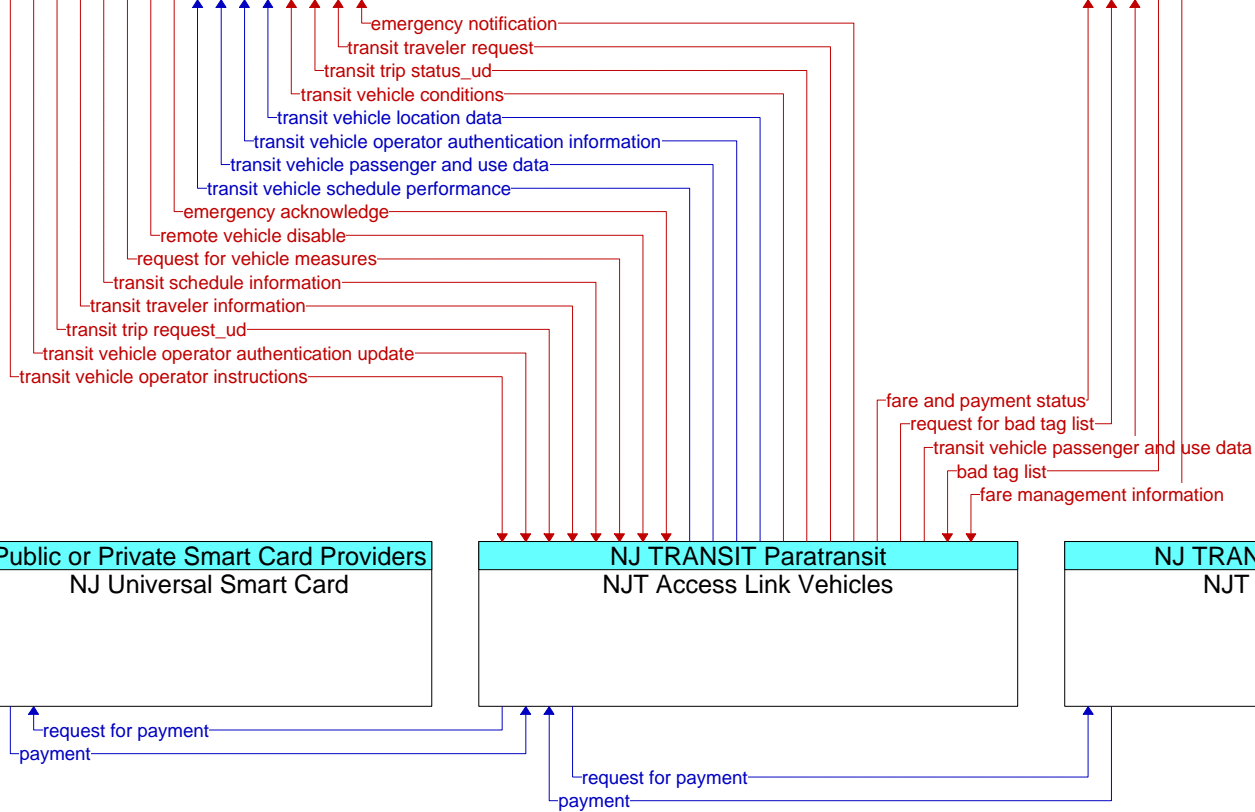 emergency notification
transit traveler request
transit trip status_ud
transit vehicle conditions
transit vehicle location data
transit vehicle operator authentication information
transit vehicle passenger and use data
transit vehicle schedule performance
emergency acknowledge
remote vehicle disable
request for vehicle measures
transit schedule information
transit traveler information
transit trip request_ud
transit vehicle operator authentication update
transit vehicle operator instructions
fare and payment status
request for bad tag list
transit vehicle passenger and use data
bad tag list
fare management information
Public or Private Smart Card Providers
NJ Universal Smart Card
NJ TRANSIT Paratransit
NJT Access Link Vehicles
NJ TRAN
NJT
request for payment
payment
request for payment
payment